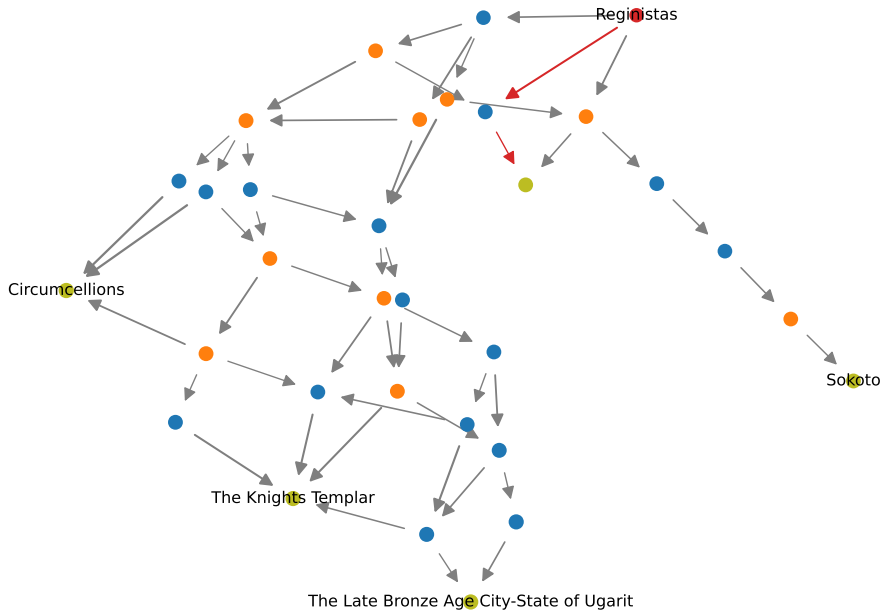 Reginistas
Circumcellions
Sokoto
The Knights Templar
The Late Bronze Age City-State of Ugarit